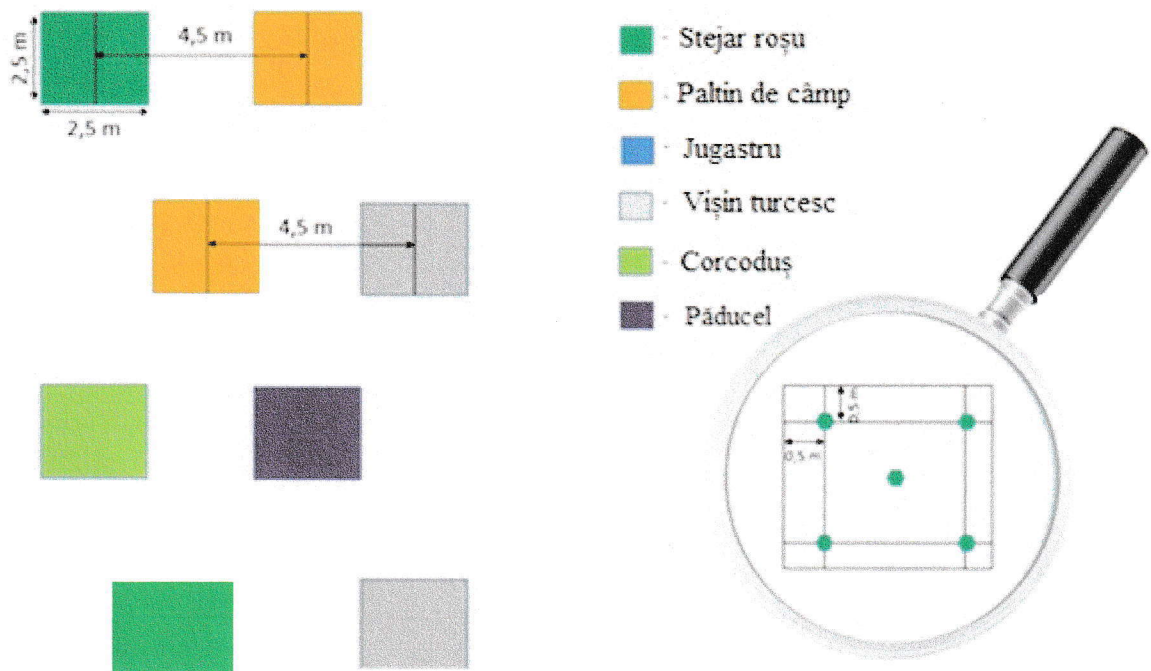 4,5 m
2,5 m
2,5 m
4,5 m
- Stejar roșu
- Paltin de câmp
- Jugastru
- Vișin turcesc
- Corcoduș
- Păducel
0,5 m
0,5 m